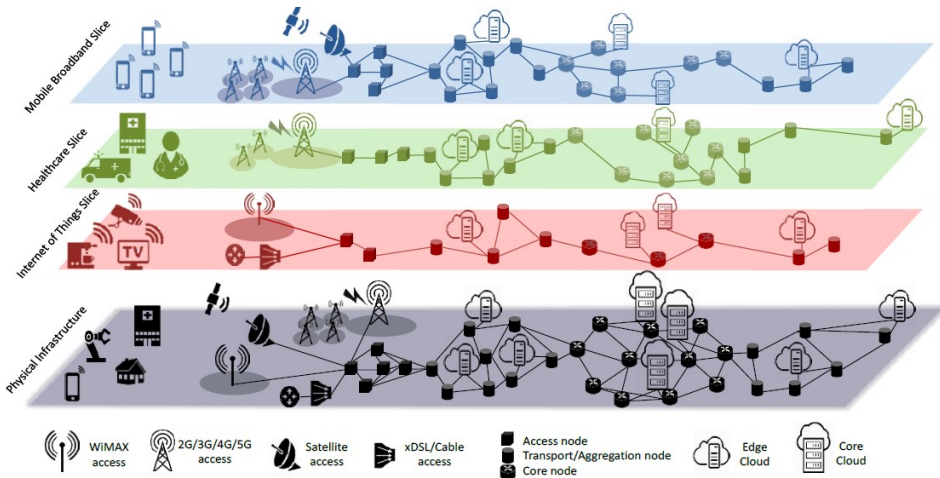 Mobile Broadband Slice
Healthcare Slice
Internet of Things Slice
TV
Physical Infrastructure
WiMAX
access
2G/3G/4G/5G
access
Satellite
access
xDSL/Cable
access
Access node
Transport/Aggregation node
Core node
Edge
Cloud
Core
Cloud